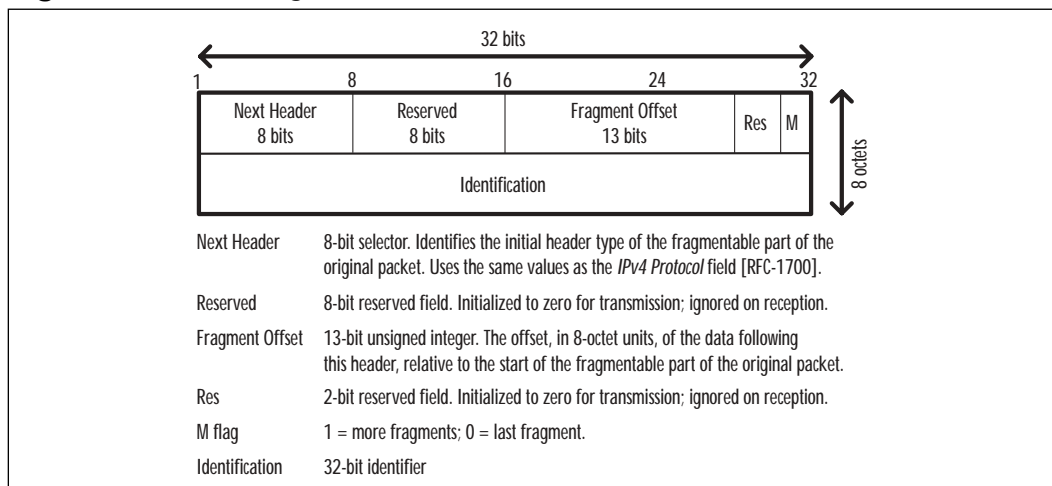 32 bits
1 8 16 24 32
Next Header
8 bits
Reserved
8 bits
Fragment Offset
13 bits
Res
M
8 octets
Identification
Next Header 8-bit selector. Identifies the initial header type of the fragmentable part of the
original packet. Uses the same values as the IPv4 Protocol field [RFC-1700].
Reserved 8-bit reserved field. Initialized to zero for transmission; ignored on reception.
Fragment Offset 13-bit unsigned integer. The offset, in 8-octet units, of the data following
this header, relative to the start of the fragmentable part of the original packet.
Res 2-bit reserved field. Initialized to zero for transmission; ignored on reception.
M flag 1 = more fragments; 0 = last fragment.
Identification 32-bit identifier